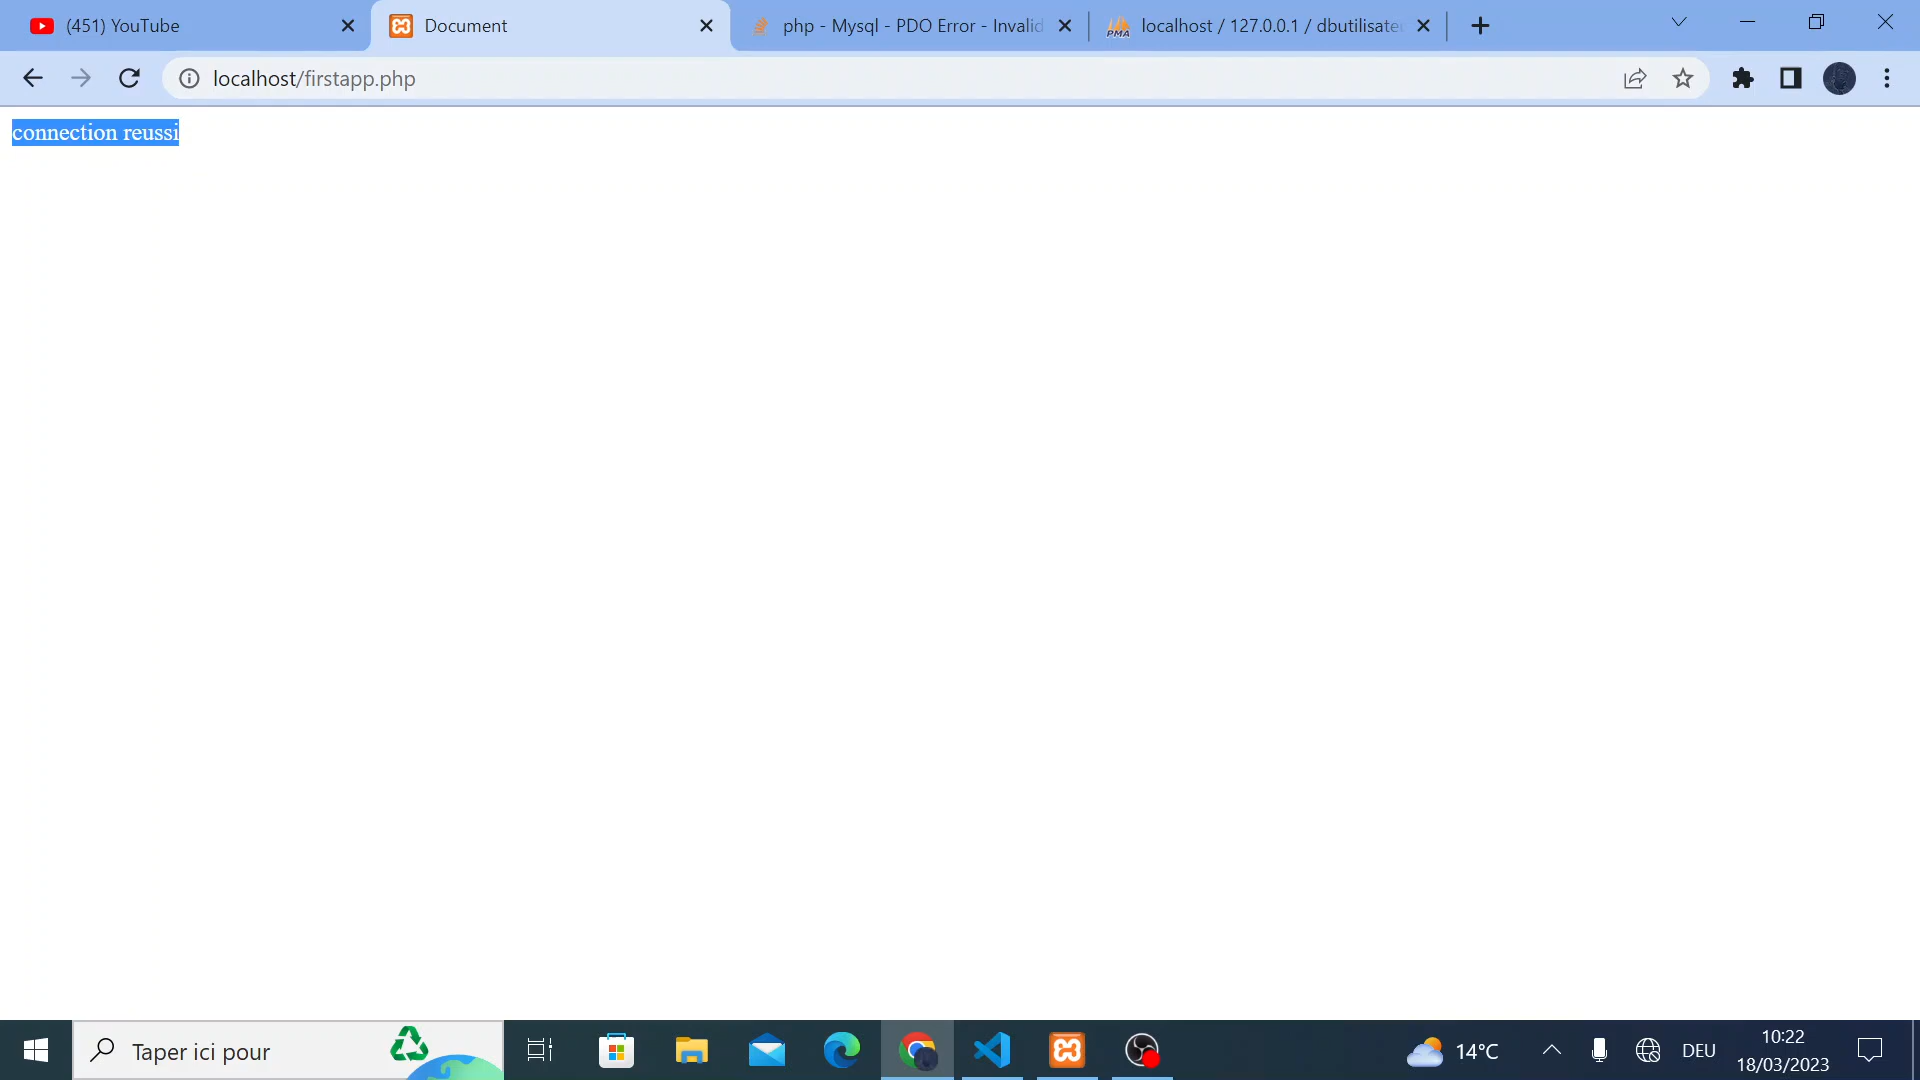 (451) YouTube
Document
php - Mysql - PDO Error - Invalid
localhost / 127.0.0.1 / dbutilisateu
localhost/firstapp.php
connection reussi
Taper ici pour
14°C
DEU
10:22
18/03/2023